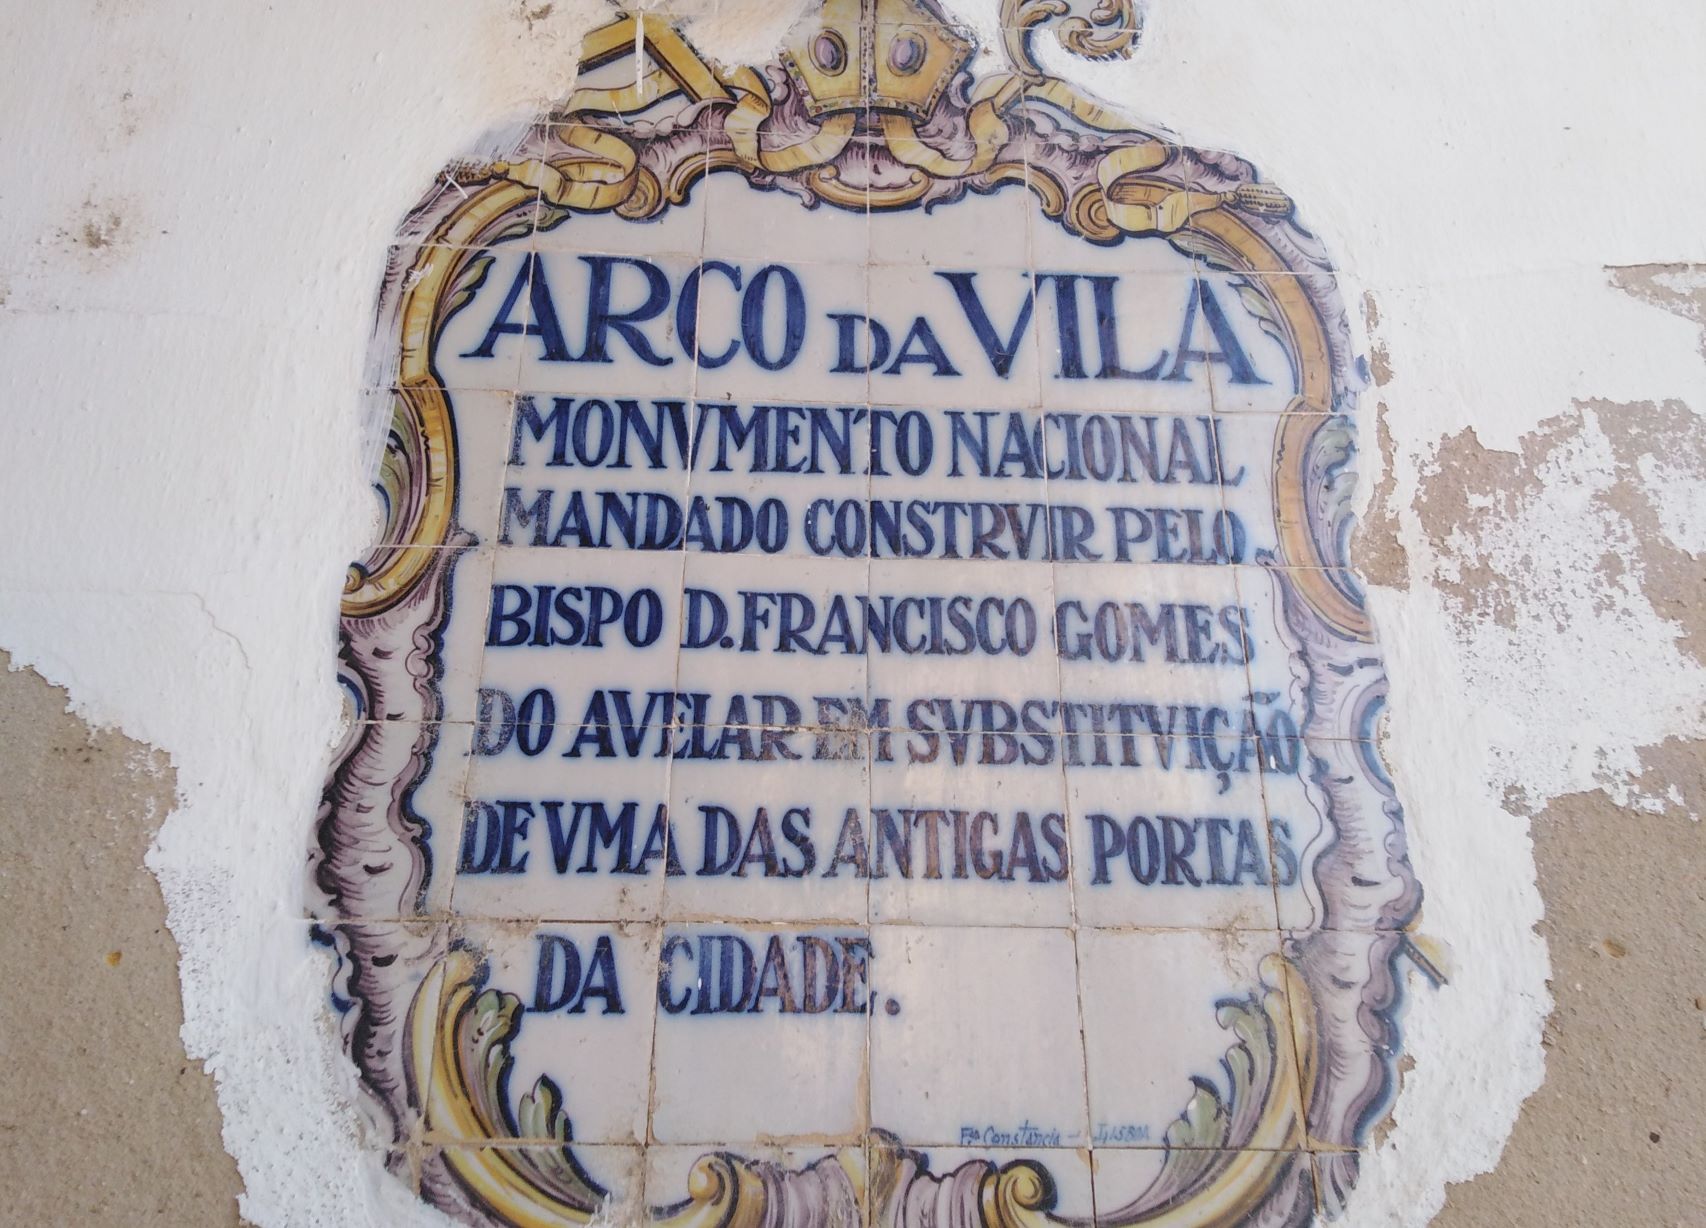 ARCO DA VILA
MONVMENTO NACIONAL
MANDADO CONSTRVIR PELO
BISPO D. FRANCISCO GOMES
DO AVELAR EM SVBSTITVIÇÃO
DE VMA DAS ANTIGAS PORTAS
DA CIDADE.
Fca Constância - LISBOA